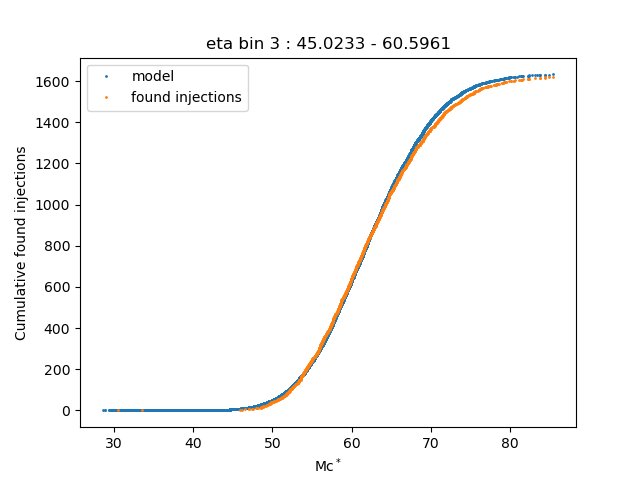 eta bin 3 : 45.0233 - 60.5961
model
found injections
Cumulative found injections
1600
1400
1200
1000
800
600
400
200
0
30 40 50 60 70 80
Mc*